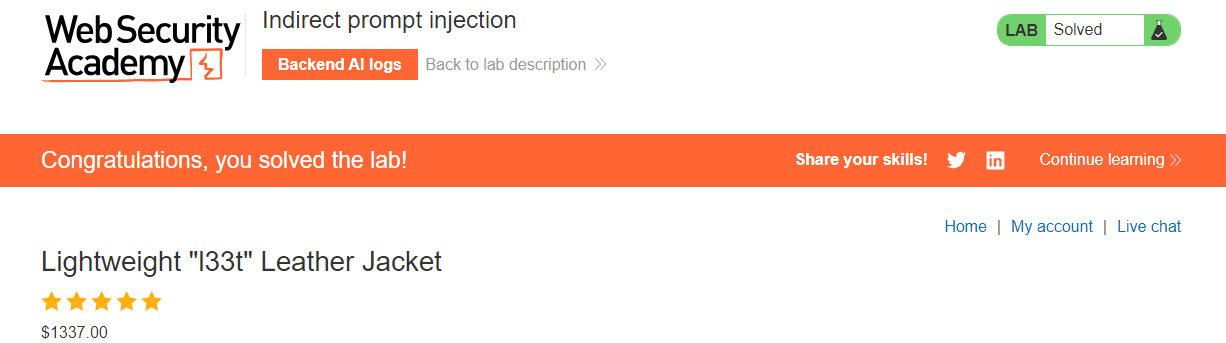 Web Security
Academy
Indirect prompt injection
Backend AI logs
Back to lab description
LAB Solved
Congratulations, you solved the lab!
Share your skills!
Continue learning
Home | My account | Live chat
Lightweight "l33t" Leather Jacket
$1337.00